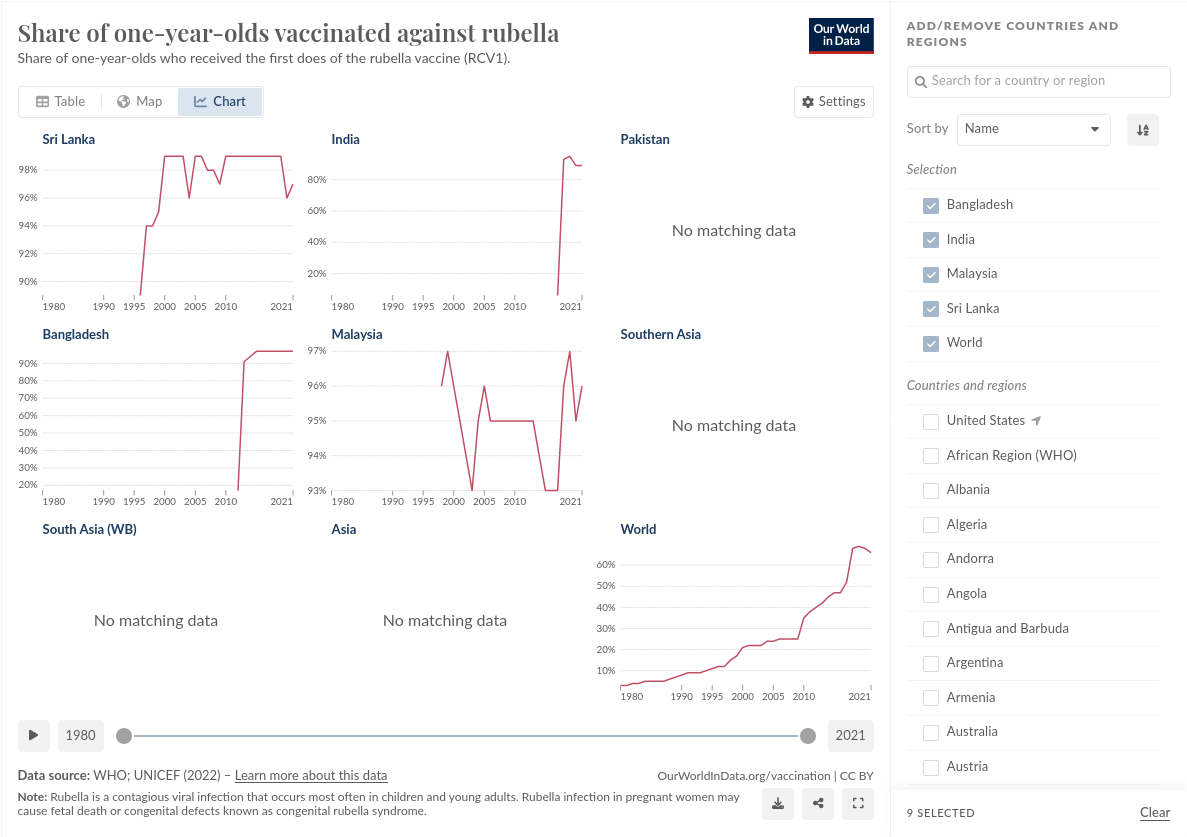 Share of one-year-olds vaccinated against rubella
Share of one-year-olds who received the first does of the rubella vaccine (RCV1).
Our World
in Data
Table Map Chart
Settings
Sri Lanka
98%
96%
94%
92%
90%
1980 1990 1995 2000 2005 2010 2021
India
80%
60%
40%
20%
1980 1990 1995 2000 2005 2010 2021
Pakistan
No matching data
Bangladesh
90%
80%
70%
60%
50%
40%
30%
20%
1980 1990 1995 2000 2005 2010 2021
Malaysia
97%
96%
95%
94%
93%
1980 1990 1995 2000 2005 2010 2021
Southern Asia
No matching data
South Asia (WB)
No matching data
Asia
No matching data
World
60%
50%
40%
30%
20%
10%
1980 1990 1995 2000 2005 2010 2021
1980 2021
Data source: WHO; UNICEF (2022) – Learn more about this data
OurWorldInData.org/vaccination | CC BY
Note: Rubella is a contagious viral infection that occurs most often in children and young adults. Rubella infection in pregnant women may
cause fetal death or congenital defects known as congenital rubella syndrome.
ADD/REMOVE COUNTRIES AND
REGIONS
Search for a country or region
Sort by Name
Selection
Bangladesh
India
Malaysia
Sri Lanka
World
Countries and regions
United States
African Region (WHO)
Albania
Algeria
Andorra
Angola
Antigua and Barbuda
Argentina
Armenia
Australia
Austria
9 SELECTED Clear